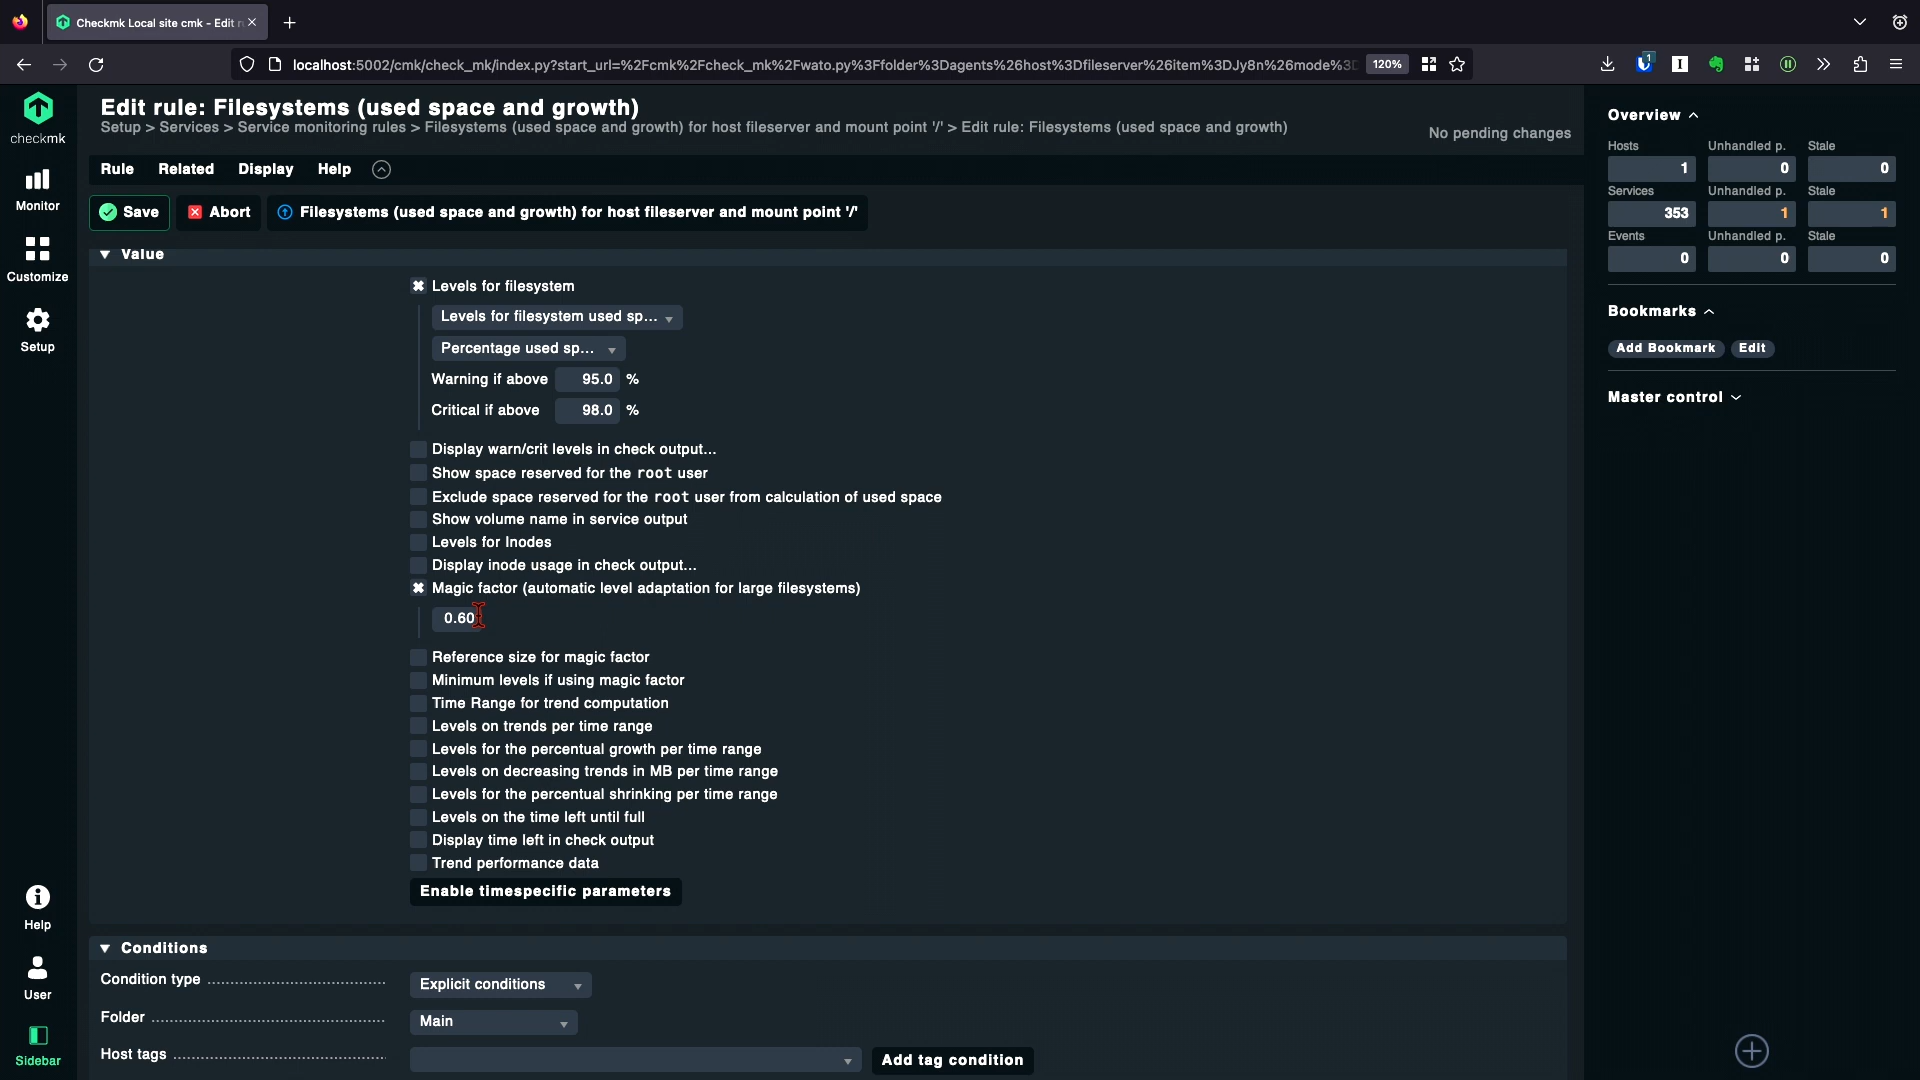 Checkmk Local site cmk - Edit r
localhost:5002/cmk/check_mk/index.py?start_url=%2Fcmk%2Fcheck_mk%2Fwato.py%3Ffolder%3Dagents%26host%3Dfileserver%26item%3DJy8n%26mode%3D
120%
1
checkmk
Monitor
Customize
Setup
Help
User
Sidebar
Edit rule: Filesystems (used space and growth)
Setup > Services > Service monitoring rules > Filesystems (used space and growth) for host fileserver and mount point '/' > Edit rule: Filesystems (used space and growth)
No pending changes
Rule Related Display Help
Save Abort Filesystems (used space and growth) for host fileserver and mount point '/'
Value
Levels for filesystem
Levels for filesystem used sp...
Percentage used sp...
Warning if above 95.0 %
Critical if above 98.0 %
Display warn/crit levels in check output...
Show space reserved for the root user
Exclude space reserved for the root user from calculation of used space
Show volume name in service output
Levels for Inodes
Display inode usage in check output...
Magic factor (automatic level adaptation for large filesystems)
0.60
Reference size for magic factor
Minimum levels if using magic factor
Time Range for trend computation
Levels on trends per time range
Levels for the percentual growth per time range
Levels on decreasing trends in MB per time range
Levels for the percentual shrinking per time range
Levels on the time left until full
Display time left in check output
Trend performance data
Enable timespecific parameters
Conditions
Condition type Explicit conditions
Folder Main
Host tags Add tag condition
Overview
Hosts Unhandled p. Stale
1 0 0
Services Unhandled p. Stale
353 1 1
Events Unhandled p. Stale
0 0 0
Bookmarks
Add Bookmark Edit
Master control